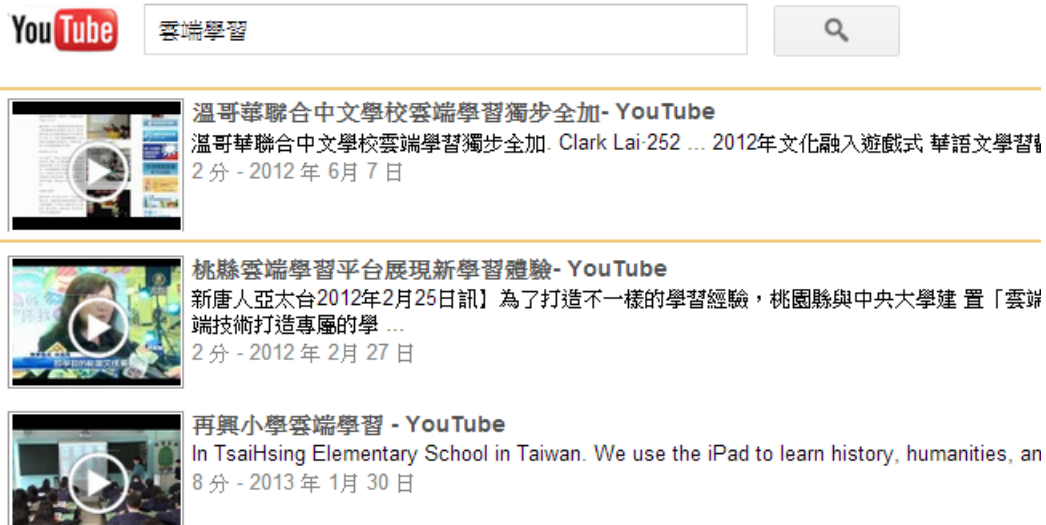 YouTube
雲端學習
溫哥華聯合中文學校雲端學習獨步全加- YouTube
溫哥華聯合中文學校雲端學習獨步全加. Clark Lai·252 ... 2012年文化融入遊戲式 華語文學習
2 分 - 2012 年 6月 7 日
桃縣雲端學習平台展現新學習體驗- YouTube
新唐人亞太台2012年2月25日訊】為了打造不一樣的學習經驗，桃園縣與中央大學建 置「雲端
端技術打造專屬的學 ...
2 分 - 2012 年 2月 27 日
再興小學雲端學習 - YouTube
In TsaiHsing Elementary School in Taiwan. We use the iPad to learn history, humanities, an
8 分 - 2013 年 1月 30 日